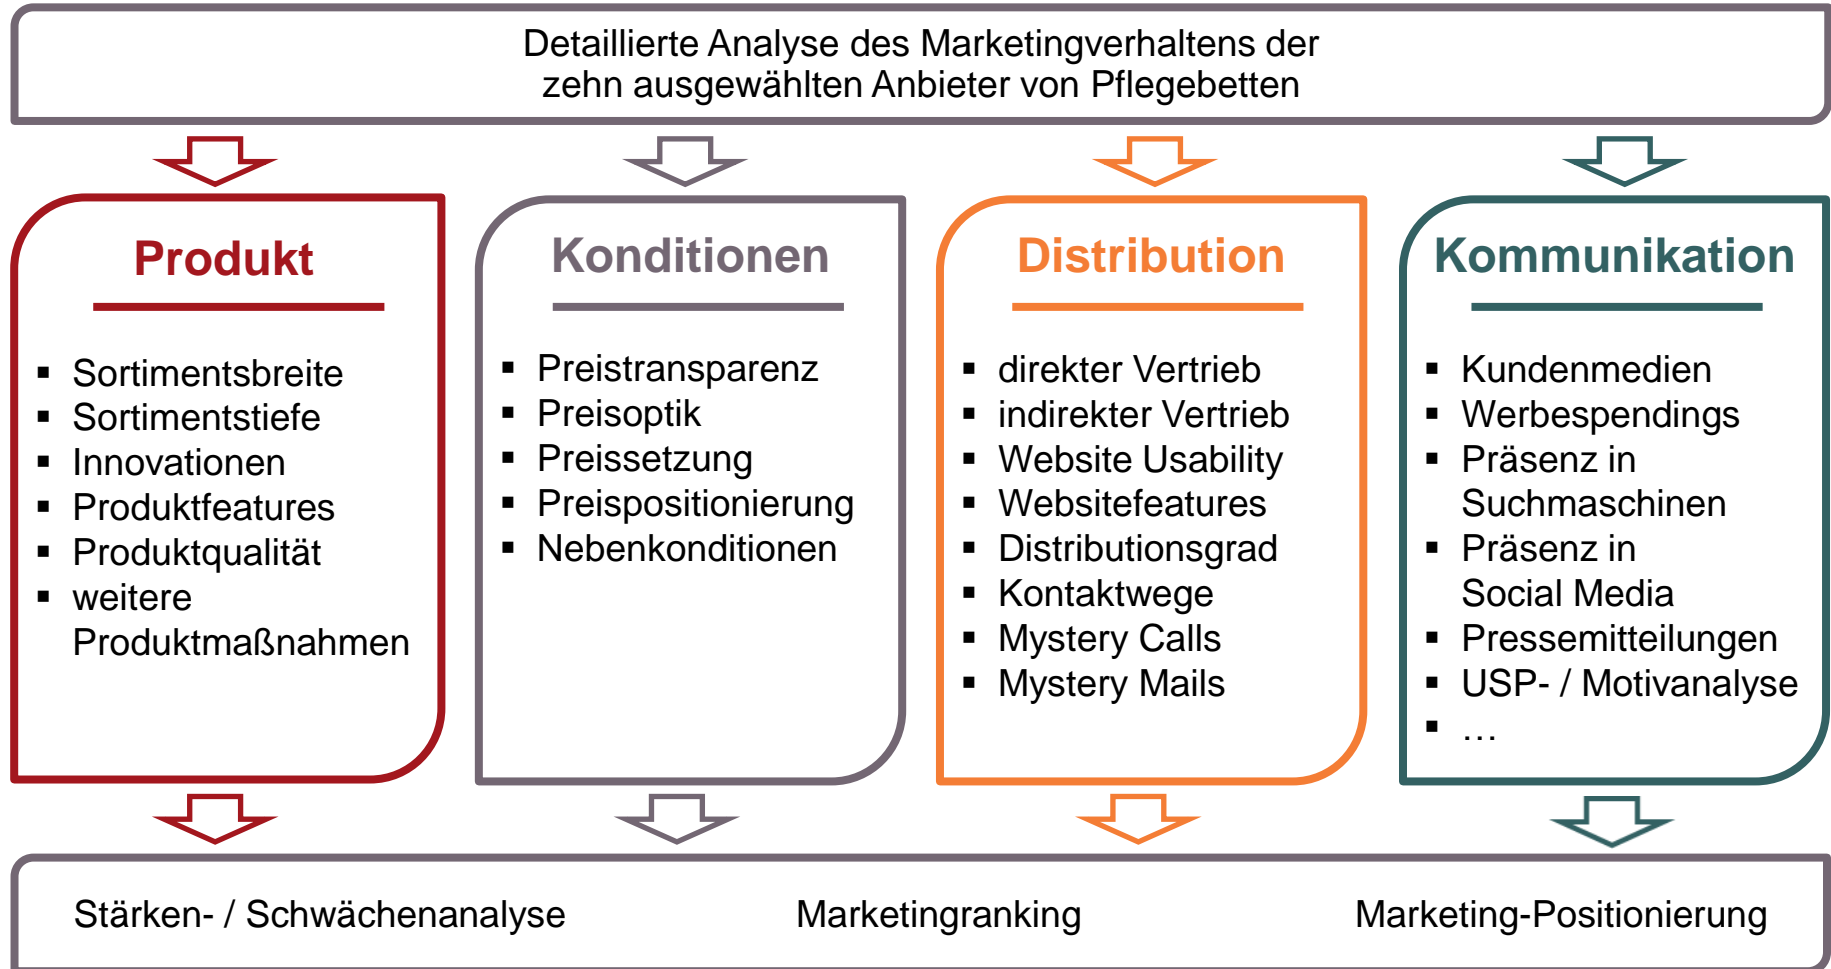 Detaillierte Analyse des Marketingverhaltens der
zehn ausgewählten Anbieter von Pflegebetten
Produkt
▪ Sortimentsbreite
▪ Sortimentstiefe
▪ Innovationen
▪ Produktfeatures
▪ Produktqualität
▪ weitere
Produktmaßnahmen
Konditionen
▪ Preistransparenz
▪ Preisoptik
▪ Preissetzung
▪ Preispositionierung
▪ Nebenkonditionen
Distribution
▪ direkter Vertrieb
▪ indirekter Vertrieb
▪ Website Usability
▪ Websitefeatures
▪ Distributionsgrad
▪ Kontaktwege
▪ Mystery Calls
▪ Mystery Mails
Kommunikation
▪ Kundenmedien
▪ Werbespendings
▪ Präsenz in
Suchmaschinen
▪ Präsenz in
Social Media
▪ Pressemitteilungen
▪ USP- / Motivanalyse
▪ …
Stärken- / Schwächenanalyse
Marketingranking
Marketing-Positionierung